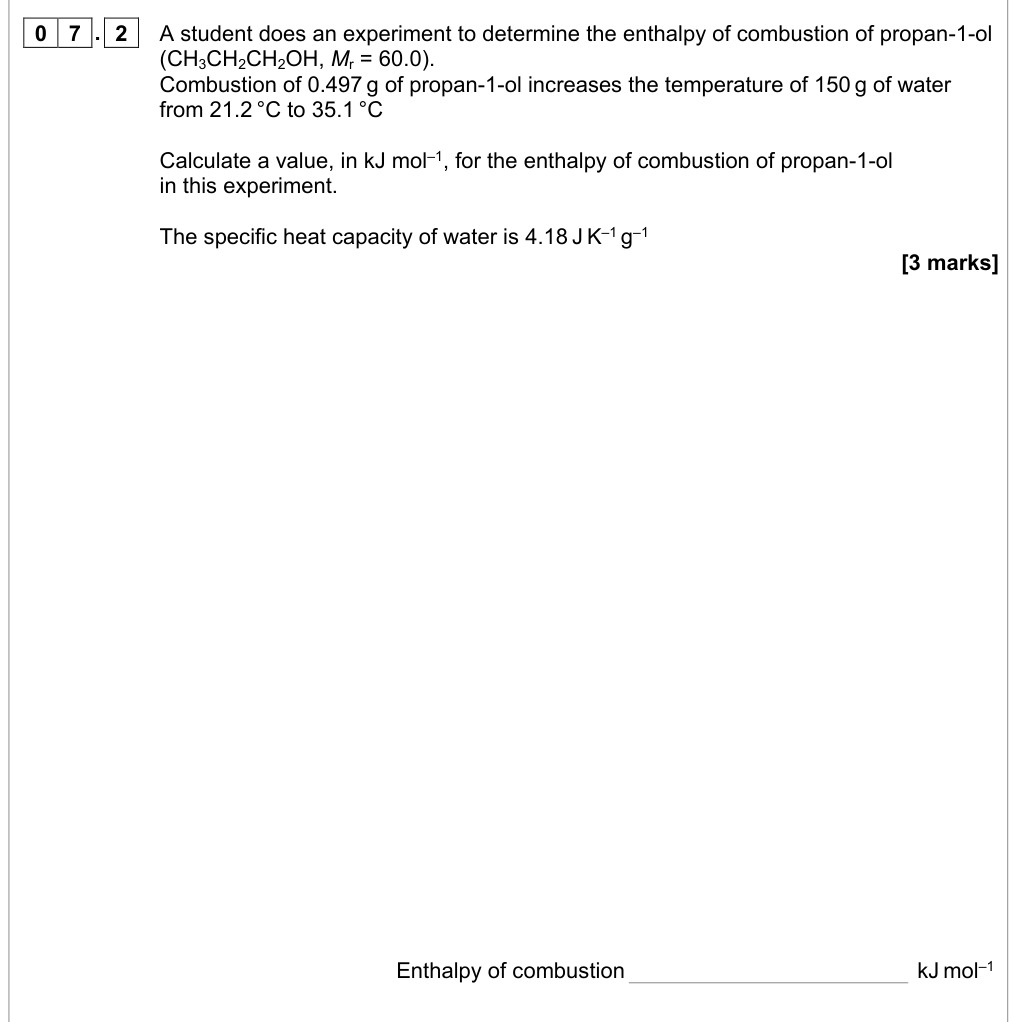 0 7 . 2 A student does an experiment to determine the enthalpy of combustion of propan-1-ol
(CH₃CH₂CH₂OH, Mᵣ = 60.0).
Combustion of 0.497 g of propan-1-ol increases the temperature of 150 g of water
from 21.2 °C to 35.1 °C
Calculate a value, in kJ mol⁻¹, for the enthalpy of combustion of propan-1-ol
in this experiment.
The specific heat capacity of water is 4.18 J K⁻¹ g⁻¹
[3 marks]
Enthalpy of combustion ____________________ kJ mol⁻¹